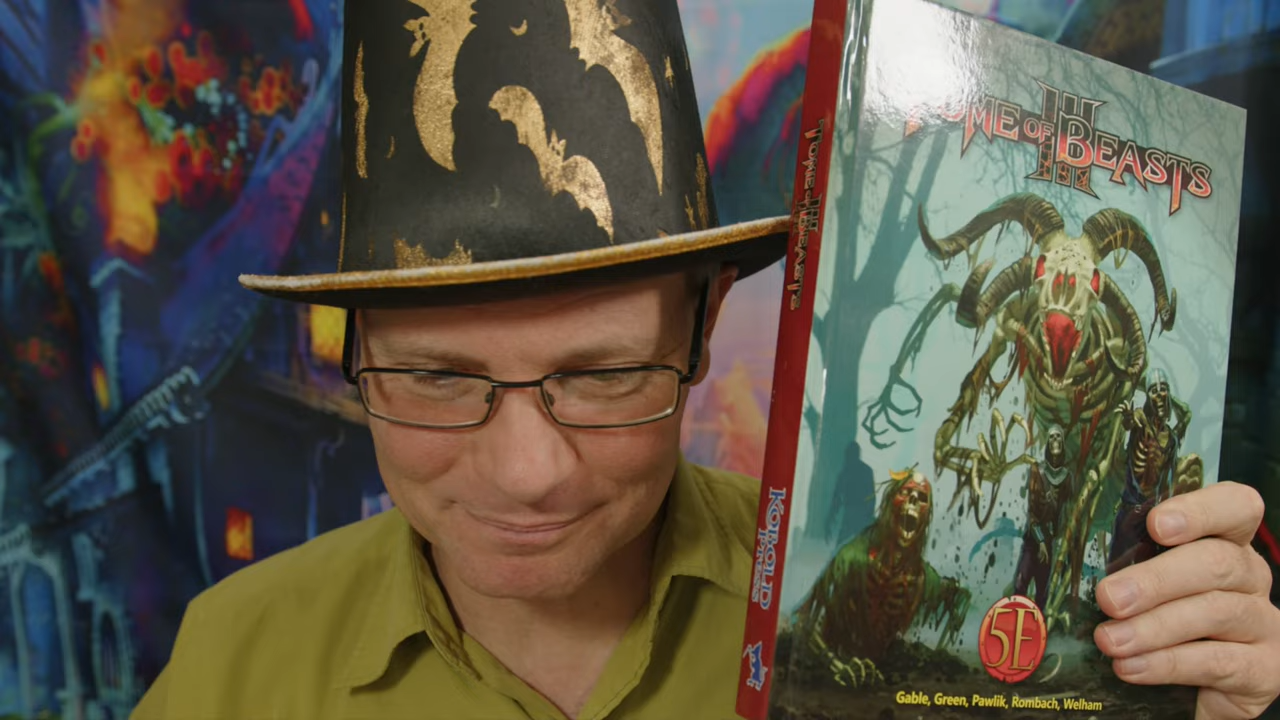 III
TOME OF BEASTS
TOME OF BEASTS
III
KOBOLD
PRESS
5E
Gable, Green, Pawlik, Rombach, Welham